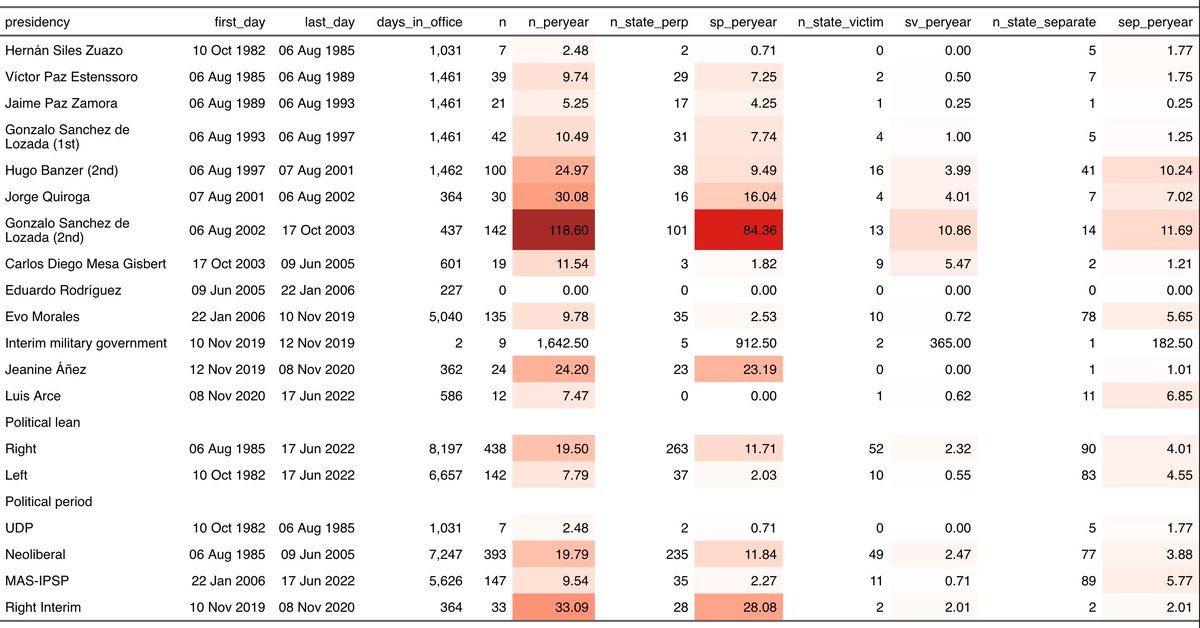 presidency first_day last_day days_in_office n n_peryear n_state_perp sp_peryear n_state_victim sv_peryear n_state_separate sep_peryear
Hernán Siles Zuazo 10 Oct 1982 06 Aug 1985 1,031 7 2.48 2 0.71 0 0.00 5 1.77
Víctor Paz Estenssoro 06 Aug 1985 06 Aug 1989 1,461 39 9.74 29 7.25 2 0.50 7 1.75
Jaime Paz Zamora 06 Aug 1989 06 Aug 1993 1,461 21 5.25 17 4.25 1 0.25 1 0.25
Gonzalo Sanchez de
Lozada (1st) 06 Aug 1993 06 Aug 1997 1,461 42 10.49 31 7.74 4 1.00 5 1.25
Hugo Banzer (2nd) 06 Aug 1997 07 Aug 2001 1,462 100 24.97 38 9.49 16 3.99 41 10.24
Jorge Quiroga 07 Aug 2001 06 Aug 2002 364 30 30.08 16 16.04 4 4.01 7 7.02
Gonzalo Sanchez de
Lozada (2nd) 06 Aug 2002 17 Oct 2003 437 142 118.60 101 84.36 13 10.86 14 11.69
Carlos Diego Mesa Gisbert 17 Oct 2003 09 Jun 2005 601 19 11.54 3 1.82 9 5.47 2 1.21
Eduardo Rodríguez 09 Jun 2005 22 Jan 2006 227 0 0.00 0 0.00 0 0.00 0 0.00
Evo Morales 22 Jan 2006 10 Nov 2019 5,040 135 9.78 35 2.53 10 0.72 78 5.65
Interim military government 10 Nov 2019 12 Nov 2019 2 9 1,642.50 5 912.50 2 365.00 1 182.50
Jeanine Áñez 12 Nov 2019 08 Nov 2020 362 24 24.20 23 23.19 0 0.00 1 1.01
Luis Arce 08 Nov 2020 17 Jun 2022 586 12 7.47 0 0.00 1 0.62 11 6.85
Political lean
Right 06 Aug 1985 17 Jun 2022 8,197 438 19.50 263 11.71 52 2.32 90 4.01
Left 10 Oct 1982 17 Jun 2022 6,657 142 7.79 37 2.03 10 0.55 83 4.55
Political period
UDP 10 Oct 1982 06 Aug 1985 1,031 7 2.48 2 0.71 0 0.00 5 1.77
Neoliberal 06 Aug 1985 09 Jun 2005 7,247 393 19.79 235 11.84 49 2.47 77 3.88
MAS-IPSP 22 Jan 2006 17 Jun 2022 5,626 147 9.54 35 2.27 11 0.71 89 5.77
Right Interim 10 Nov 2019 08 Nov 2020 364 33 33.09 28 28.08 2 2.01 2 2.01